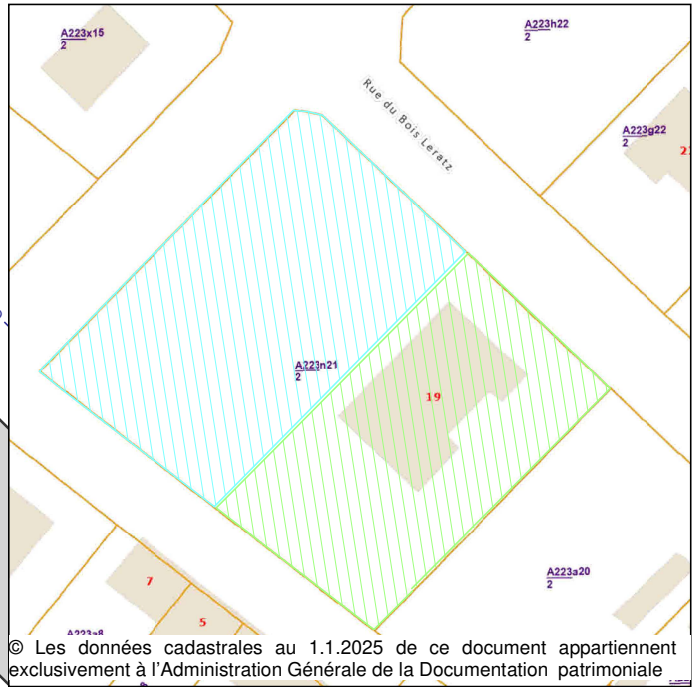 A223x15
2
A223h22
2
Rue du Bois Leratz
A223g22
2
A223n21
2
19
7
5
A223a20
2
© Les données cadastrales au 1.1.2025 de ce document appartiennent
exclusivement à l'Administration Générale de la Documentation patrimoniale